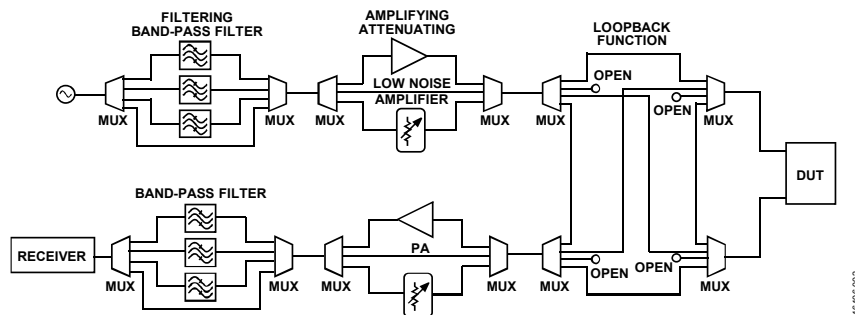 FILTERING
BAND-PASS FILTER
AMPLIFYING
ATTENUATING
LOOPBACK
FUNCTION
LOW NOISE
AMPLIFIER
OPEN
OPEN
MUX
MUX
MUX
MUX
MUX
MUX
DUT
BAND-PASS FILTER
PA
RECEIVER
OPEN
OPEN
MUX
MUX
MUX
MUX
MUX
MUX